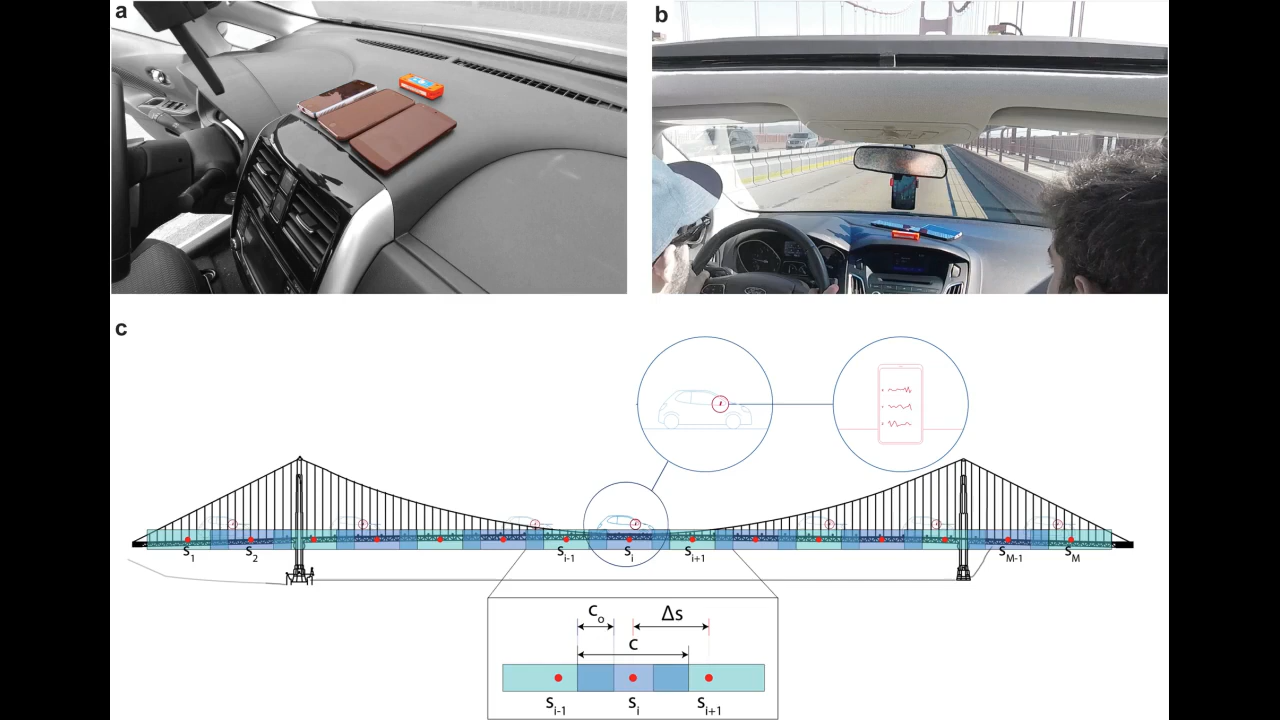 a
b
c
S1 S2 Si-1 Si Si+1 SM-1 SM
co Δs
c
Si-1 Si Si+1